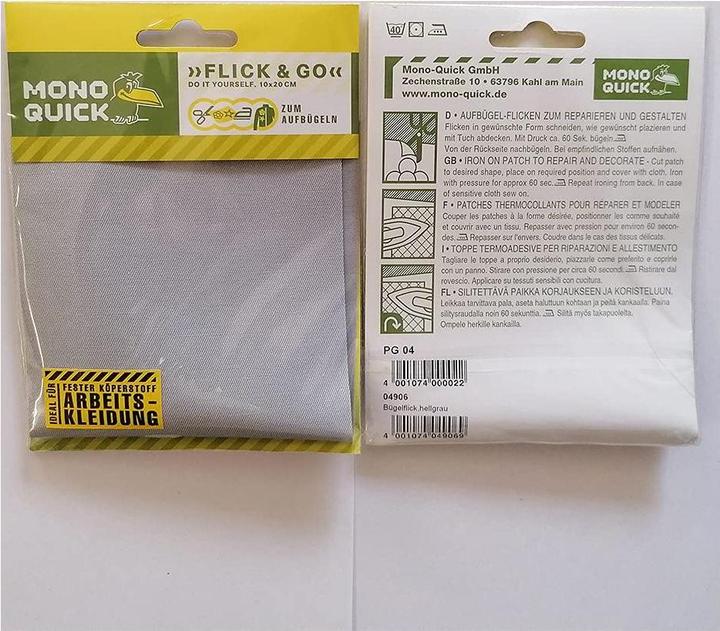 MONO
QUICK
»FLICK & GO«
DO IT YOURSELF, 10x20CM
ZUM
AUFBÜGELN
IDEAL FÜR
FESTER KÖPERSTOFF
ARBEITS-
KLEIDUNG
40
Mono-Quick GmbH
Zechenstraße 10 • 63796 Kahl am Main
www.mono-quick.de
MONO
QUICK
D • AUFBÜGEL-FLICKEN ZUM REPARIEREN UND GESTALTEN
Flicken in gewünschte Form schneiden, wie gewünscht plazieren und
mit Tuch abdecken. Mit Druck ca. 60 Sek. bügeln.
Von der Rückseite nachbügeln. Bei empfindlichen Stoffen aufnähen.
GB • IRON ON PATCH TO REPAIR AND DECORATE - Cut patch
to desired shape, place on required position and cover with cloth. Iron
with pressure for approx 60 sec. Repeat ironing from back. In case
of sensitive cloth sew on.
F • PATCHES THERMOCOLLANTS POUR RÉPARER ET MODELER
Couper les patches à la forme désirée, positionner les comme souhaité
et couvrir avec un tissu. Repasser avec pression pour environ 60 secon-
des. Repasser sur l'envers. Coudre dans le cas des tissus délicats.
I • TOPPE TERMOADESIVE PER RIPARAZIONI E ALLESTIMENTO
Tagliare le toppe a proprio desiderio, piazzarle come preferito e coprirle
con un panno. Stirare con pressione per circa 60 secondi. Ristirare dal
rovescio. Applicare su tessuti sensibili con cucitura.
FL • SILITETTÄVÄ PAIKKA KORJAUKSEEN JA KORISTELUUN.
Leikkaa tarvittava pala, aseta haluttuun kohtaan ja peitä kankaalla. Paina
silitysraudalla noin 60 sekunttia. Silitä myös takapuolelta.
Ompele herkille kankailla.
PG 04
4 001074 000022
04906
Bügelflick.hellgrau
4 001074 049069